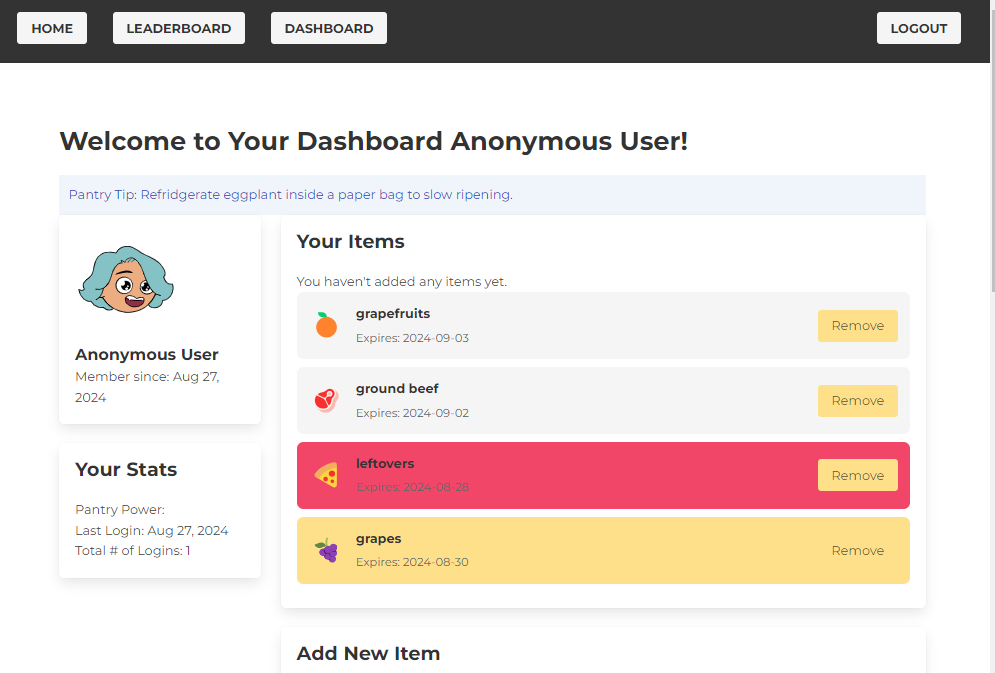 HOME LEADERBOARD DASHBOARD LOGOUT
Welcome to Your Dashboard Anonymous User!
Pantry Tip: Refridgerate eggplant inside a paper bag to slow ripening.
Anonymous User
Member since: Aug 27,
2024
Your Stats
Pantry Power:
Last Login: Aug 27, 2024
Total # of Logins: 1
Your Items
You haven't added any items yet.
grapefruits
Expires: 2024-09-03
Remove
ground beef
Expires: 2024-09-02
Remove
leftovers
Expires: 2024-08-28
Remove
grapes
Expires: 2024-08-30
Remove
Add New Item